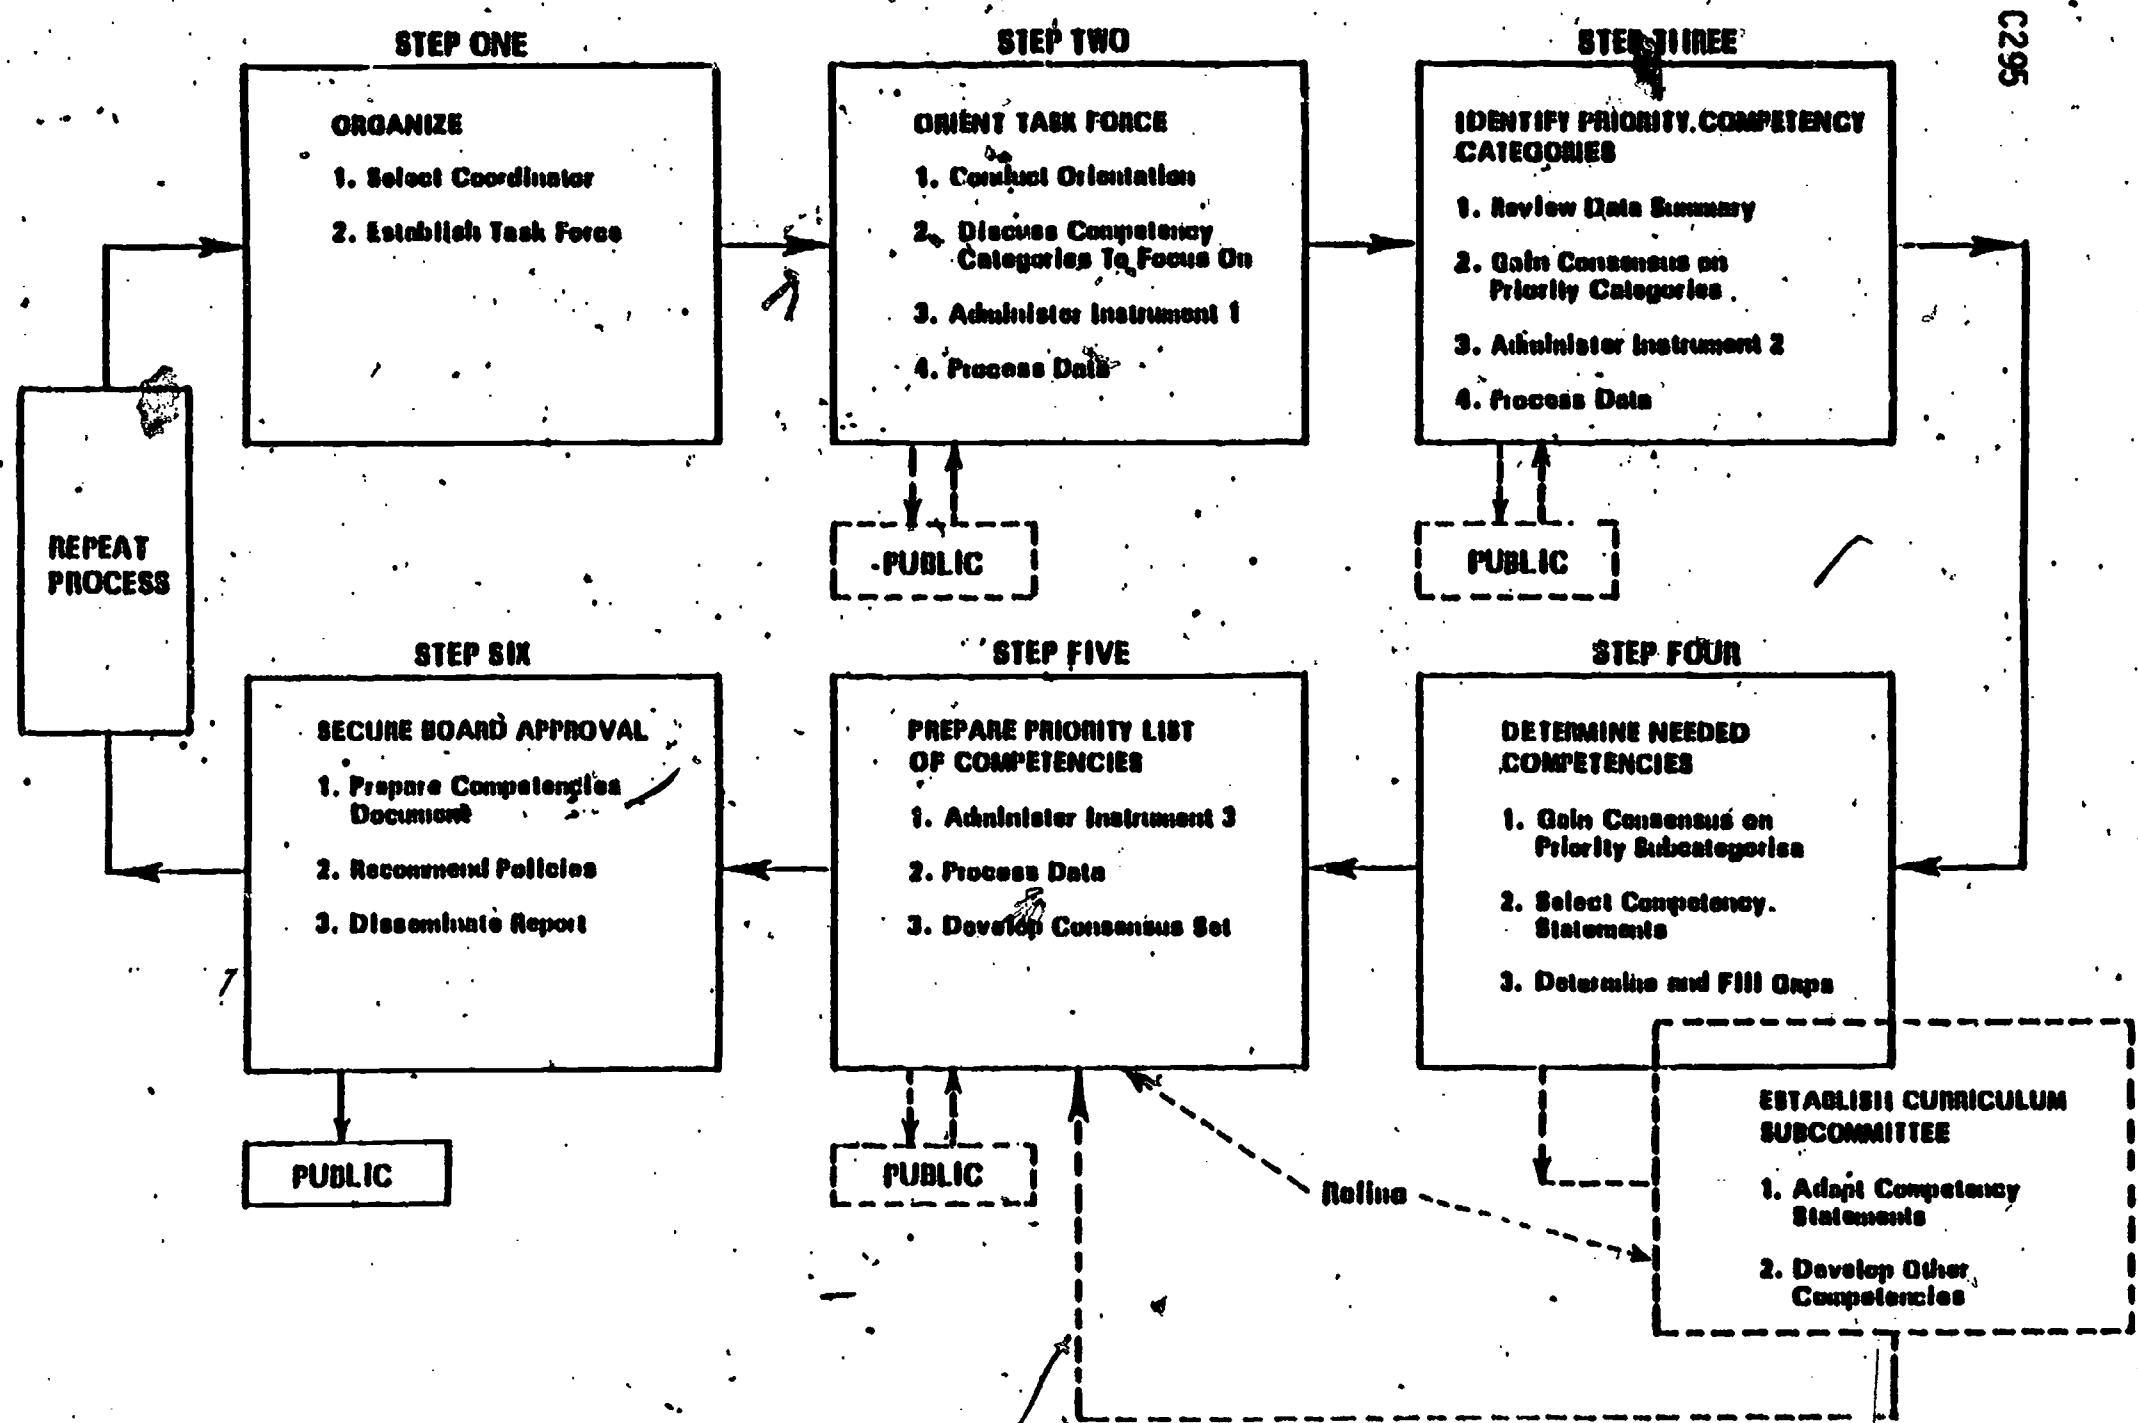 C295
STEP ONE
ORGANIZE
1. Select Coordinator
2. Establish Task Force
STEP TWO
ORIENT TASK FORCE
1. Conduct Orientation
2. Discuss Competency
Categories To Focus On
3. Administer Instrument 1
4. Process Data
PUBLIC
STEP THREE
IDENTIFY PRIORITY COMPETENCY
CATEGORIES
1. Review Data Summary
2. Gain Consensus on
Priority Categories
3. Administer Instrument 2
4. Process Data
PUBLIC
REPEAT
PROCESS
STEP SIX
SECURE BOARD APPROVAL
1. Prepare Competencies
Document
2. Recommend Policies
3. Disseminate Report
PUBLIC
STEP FIVE
PREPARE PRIORITY LIST
OF COMPETENCIES
1. Administer Instrument 3
2. Process Data
3. Develop Consensus Set
PUBLIC
STEP FOUR
DETERMINE NEEDED
COMPETENCIES
1. Gain Consensus on
Priority Subcategories
2. Select Competency
Statements
3. Determine and Fill Gaps
Refine
ESTABLISH CURRICULUM
SUBCOMMITTEE
1. Adapt Competency
Statements
2. Develop Other
Competencies